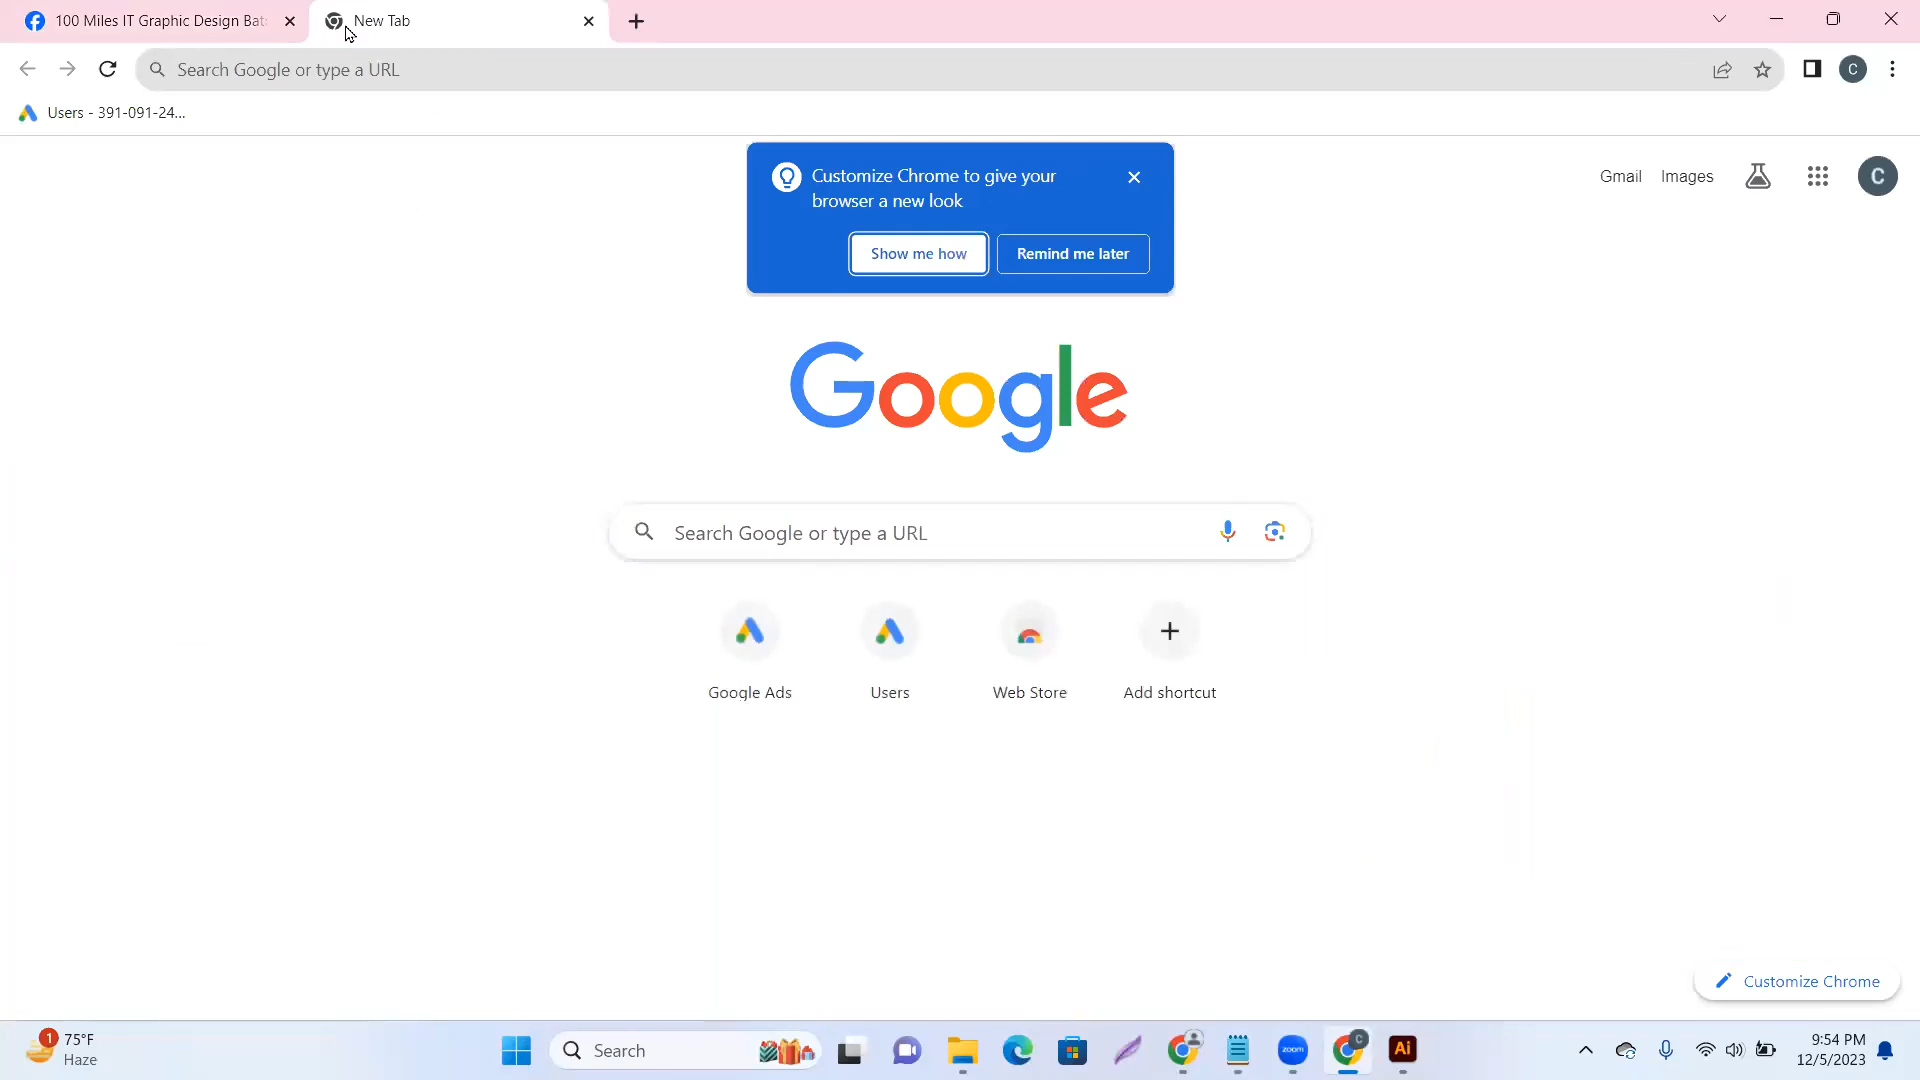 100 Miles IT Graphic Design Bat
New Tab
Search Google or type a URL
C
Users - 391-091-24...
Customize Chrome to give your
browser a new look
Show me how
Remind me later
Gmail
Images
C
Google
Search Google or type a URL
Google Ads
Users
Web Store
Add shortcut
Customize Chrome
1
75°F
Haze
Search
zoom
C
Ai
9:54 PM
12/5/2023